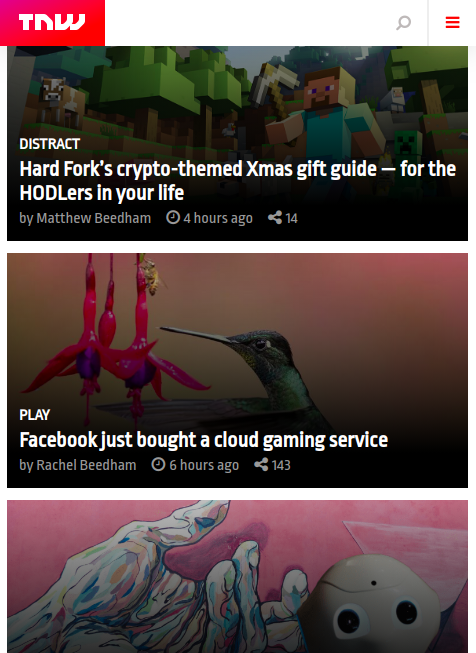 TNW
DISTRACT
Hard Fork’s crypto-themed Xmas gift guide — for the
HODLers in your life
by Matthew Beedham 4 hours ago 14
PLAY
Facebook just bought a cloud gaming service
by Rachel Beedham 6 hours ago 143